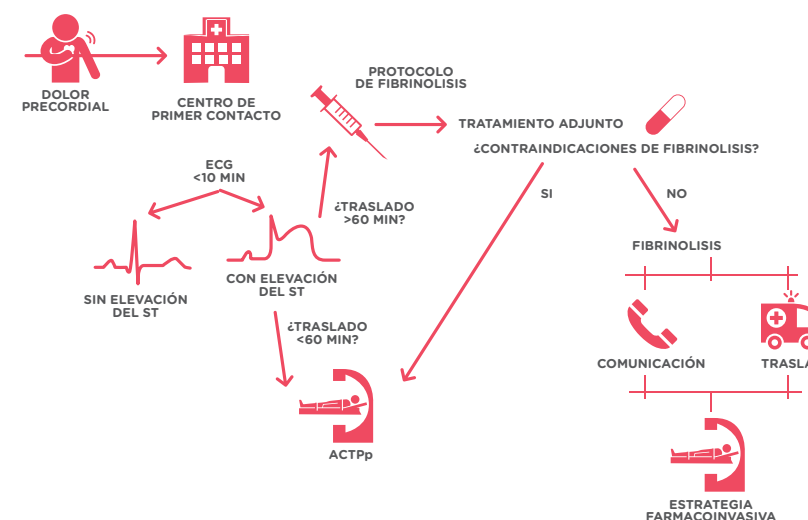 DOLOR
PRECORDIAL
CENTRO DE
PRIMER CONTACTO
PROTOCOLO
DE FIBRINOLISIS
TRATAMIENTO ADJUNTO
¿CONTRAINDICACIONES DE FIBRINOLISIS?
ECG
<10 MIN
¿TRASLADO
>60 MIN?
SI
NO
SIN ELEVACIÓN
DEL ST
CON ELEVACIÓN
DEL ST
FIBRINOLISIS
¿TRASLADO
<60 MIN?
COMUNICACIÓN
ACTPp
ESTRATEGIA
FARMACOINVASIVA